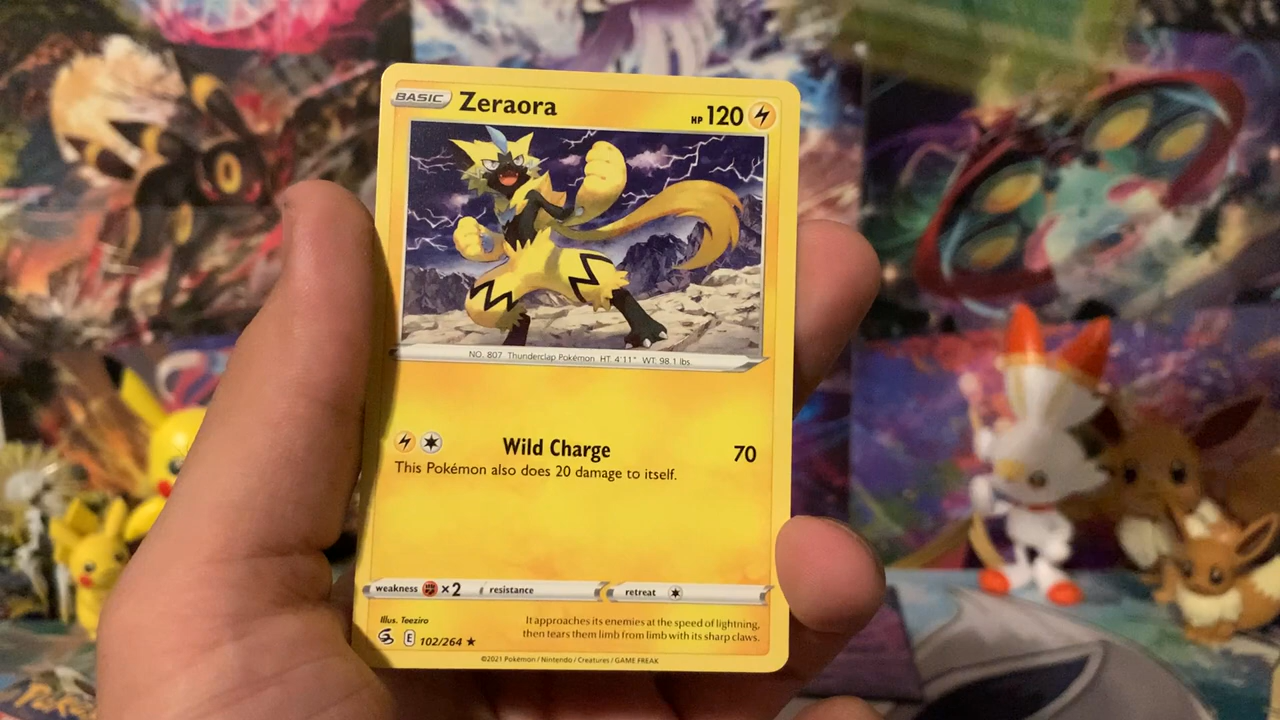 BASIC Zeraora HP 120
NO. 807 Thunderclap Pokémon HT: 4'11" WT: 98.1 lbs
Wild Charge 70
This Pokémon also does 20 damage to itself.
weakness ×2 resistance retreat
Illus. Teeziro
It approaches its enemies at the speed of lightning,
then tears them limb from limb with its sharp claws.
E 102/264 ★
©2021 Pokémon / Nintendo / Creatures / GAME FREAK